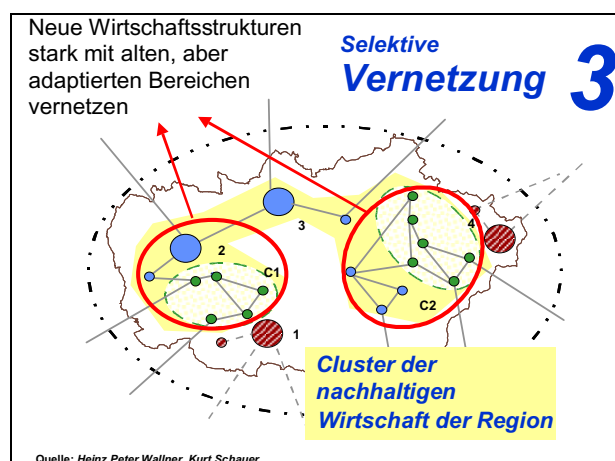 Neue Wirtschaftsstrukturen
stark mit alten, aber
adaptierten Bereichen
vernetzen
Selektive
Vernetzung
3
3
4
2
C1
C2
1
Cluster der
nachhaltigen
Wirtschaft der Region
Quelle: Heinz Peter Wallner, Kurt Schauer